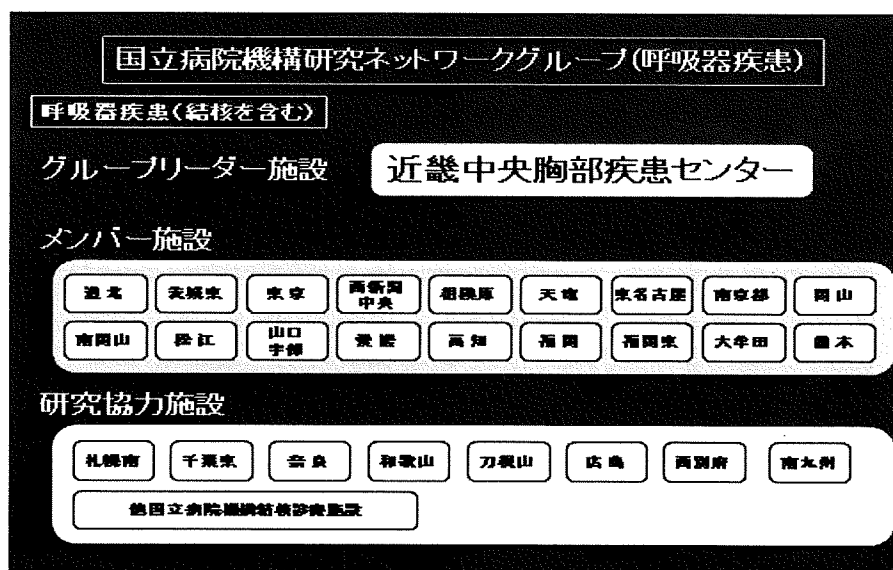 国立病院機構研究ネットワークグループ(呼吸器疾患)
呼吸器疾患(結核を含む)
グループリーダー施設 近畿中央胸部疾患センター
メンバー施設
道北 茨城東 東京 西新潟中央 相模原 天竜 東名古屋 南京都 岡山
南岡山 松江 山口宇部 愛媛 高知 福岡 福岡東 大牟田 熊本
研究協力施設
札幌南 千葉東 奈良 和歌山 刀根山 広島 西別府 南九州
他国立病院機構結核診療施設